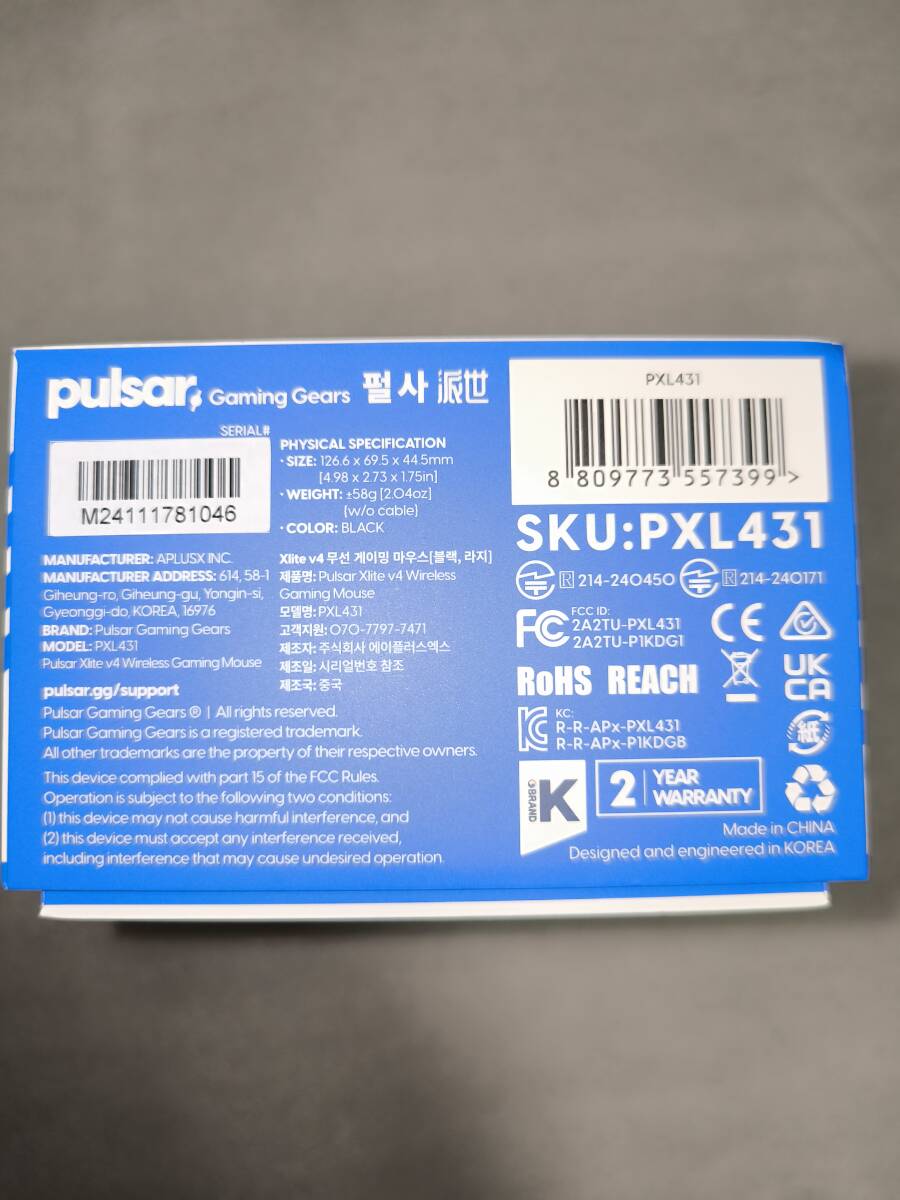 pulsar Gaming Gears 펄사 派世
SERIAL#
M24111781046
PHYSICAL SPECIFICATION
· SIZE: 126.6 x 69.5 x 44.5mm
[4.98 x 2.73 x 1.75in]
· WEIGHT: ±58g [2.04oz]
(w/o cable)
· COLOR: BLACK
PXL431
8 809773 557399 >
SKU:PXL431
MANUFACTURER: APLUSX INC.
MANUFACTURER ADDRESS: 614, 58-1
Giheung-ro, Giheung-gu, Yongin-si,
Gyeonggi-do, KOREA, 16976
BRAND: Pulsar Gaming Gears
MODEL: PXL431
Pulsar Xlite v4 Wireless Gaming Mouse
pulsar.gg/support
Xlite v4 무선 게이밍 마우스[블랙, 라지]
제품명: Pulsar Xlite v4 Wireless
Gaming Mouse
모델명: PXL431
고객지원: 070-7797-7471
제조자: 주식회사 에이플러스엑스
제조일: 시리얼번호 참조
제조국: 중국
Pulsar Gaming Gears ® | All rights reserved.
Pulsar Gaming Gears is a registered trademark.
All other trademarks are the property of their respective owners.
This device complied with part 15 of the FCC Rules.
Operation is subject to the following two conditions:
(1) this device may not cause harmful interference, and
(2) this device must accept any interference received,
including interference that may cause undesired operation.
R 214-240450 R 214-240171
FC FCC ID:
2A2TU-PXL431
2A2TU-P1KDG1
CE
RoHS REACH
UK
CA
紙
KC:
R-R-APx-PXL431
R-R-APx-P1KDGB
BRAND K
2 YEAR
WARRANTY
Made in CHINA
Designed and engineered in KOREA